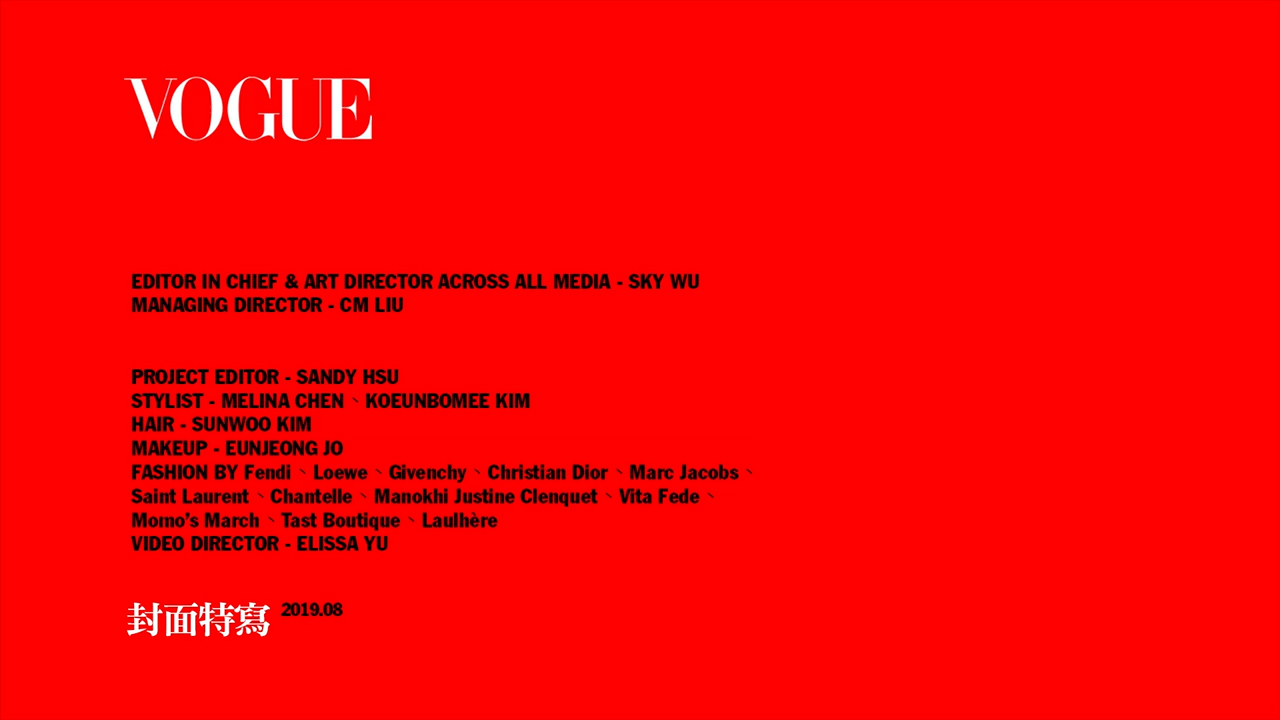 VOGUE
EDITOR IN CHIEF & ART DIRECTOR ACROSS ALL MEDIA - SKY WU
MANAGING DIRECTOR - CM LIU
PROJECT EDITOR - SANDY HSU
STYLIST - MELINA CHEN、KOEUNBOMEE KIM
HAIR - SUNWOO KIM
MAKEUP - EUNJEONG JO
FASHION BY Fendi、Loewe、Givenchy、Christian Dior、Marc Jacobs、
Saint Laurent、Chantelle、Manokhi Justine Clenquet、Vita Fede、
Momo’s March、Tast Boutique、Laulhère
VIDEO DIRECTOR - ELISSA YU
封面特寫 2019.08